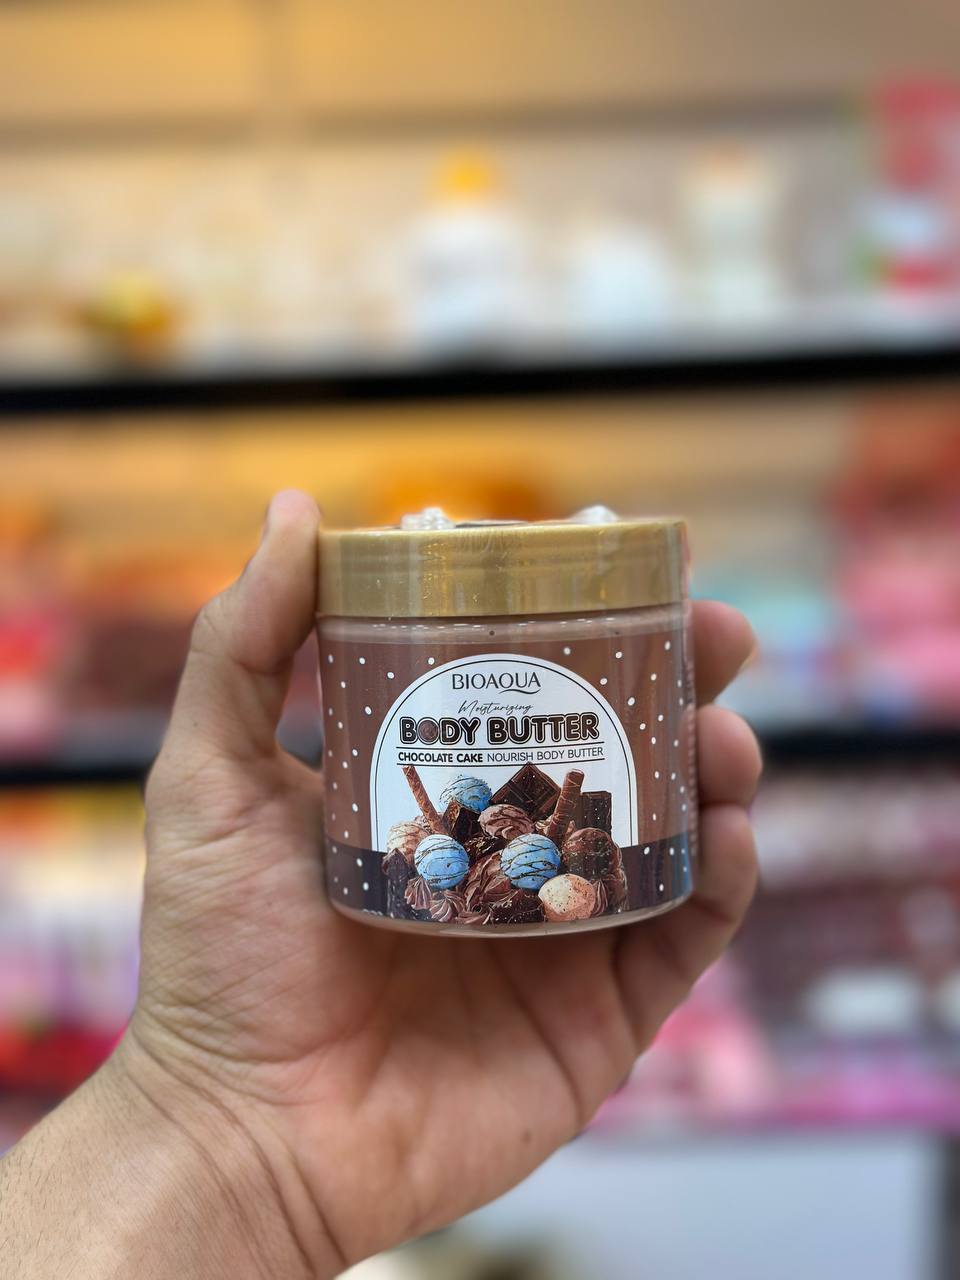 BIOAQUA
Moisturizing
BODY BUTTER
CHOCOLATE CAKE NOURISH BODY BUTTER